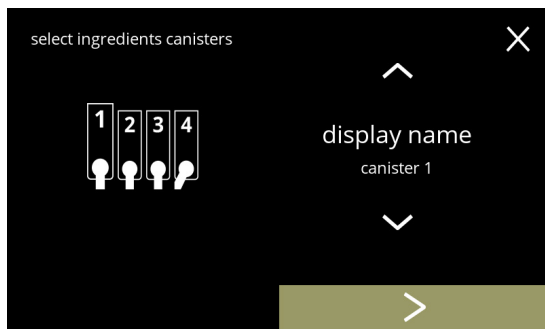 select ingredients canisters
1 2 3 4
display name
canister 1